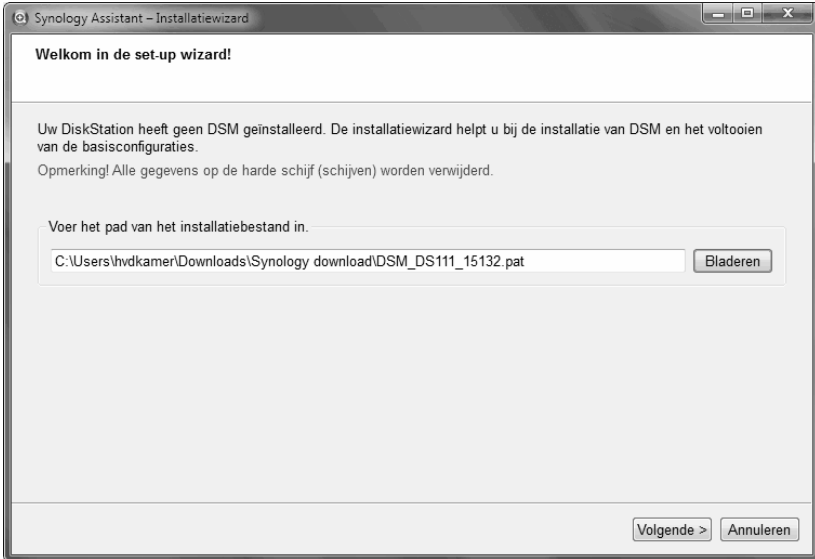 Synology Assistant – Installatiewizard
Welkom in de set-up wizard!
Uw DiskStation heeft geen DSM geïnstalleerd. De installatiewizard helpt u bij de installatie van DSM en het voltooien
van de basisconfiguraties.
Opmerking! Alle gegevens op de harde schijf (schijven) worden verwijderd.
Voer het pad van het installatiebestand in.
C:\Users\hvdkamer\Downloads\Synology download\DSM_DS111_15132.pat
Bladeren
Volgende >
Annuleren